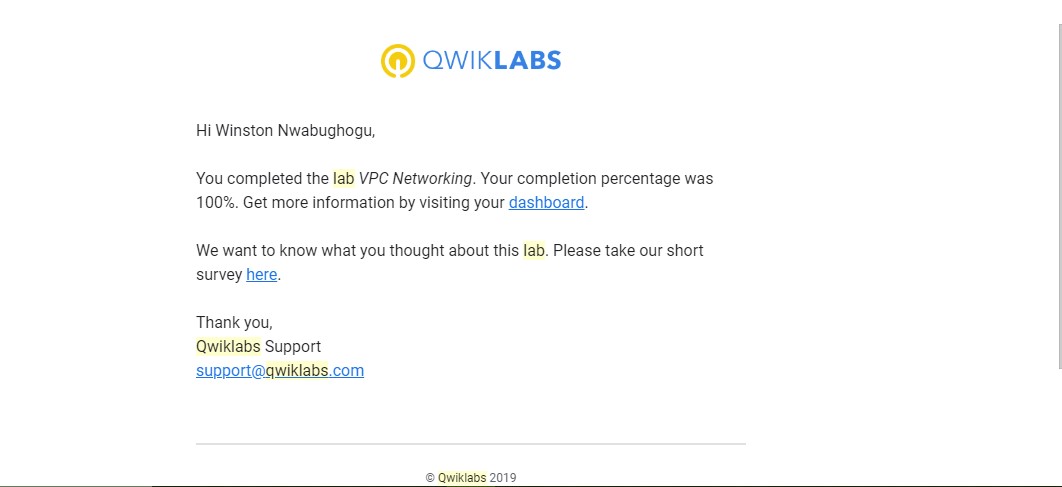 QWIKLABS
Hi Winston Nwabughogu,
You completed the lab VPC Networking. Your completion percentage was
100%. Get more information by visiting your dashboard.
We want to know what you thought about this lab. Please take our short
survey here.
Thank you,
Qwiklabs Support
support@qwiklabs.com
© Qwiklabs 2019